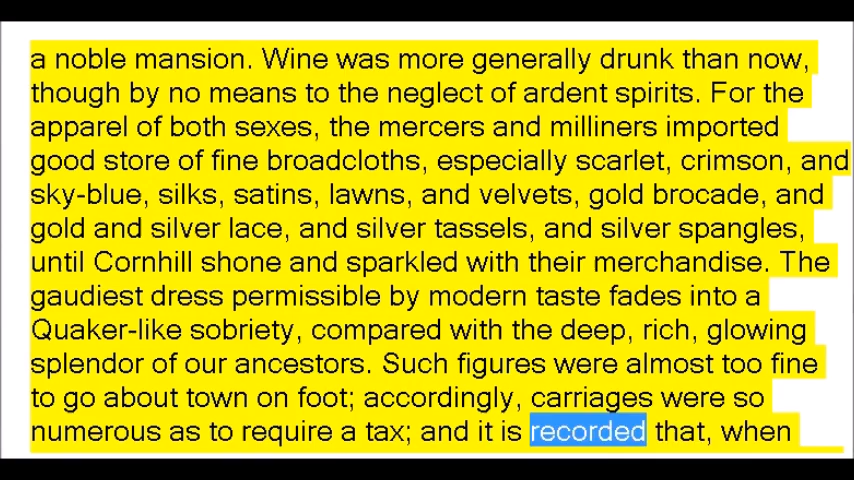 a noble mansion. Wine was more generally drunk than now,
though by no means to the neglect of ardent spirits. For the
apparel of both sexes, the mercers and milliners imported
good store of fine broadcloths, especially scarlet, crimson, and
sky-blue, silks, satins, lawns, and velvets, gold brocade, and
gold and silver lace, and silver tassels, and silver spangles,
until Cornhill shone and sparkled with their merchandise. The
gaudiest dress permissible by modern taste fades into a
Quaker-like sobriety, compared with the deep, rich, glowing
splendor of our ancestors. Such figures were almost too fine
to go about town on foot; accordingly, carriages were so
numerous as to require a tax; and it is recorded that, when